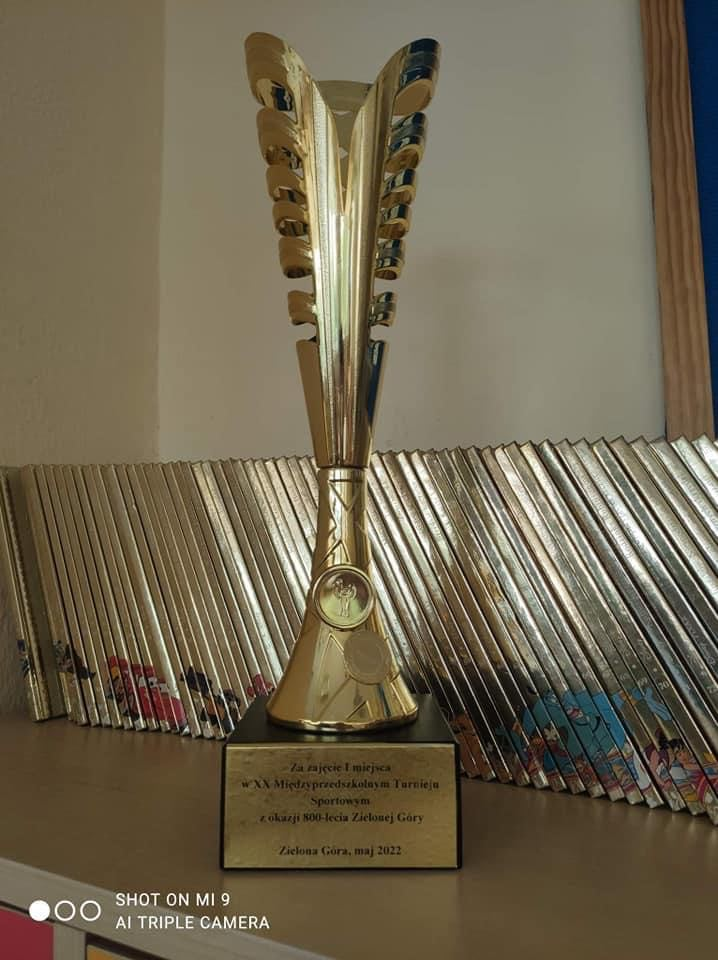 Za zajęcie I miejsca
w XX Międzyprzedszkolnym Turnieju
Sportowym
z okazji 800-lecia Zielonej Góry
Zielona Góra, maj 2022
SHOT ON MI 9
AI TRIPLE CAMERA